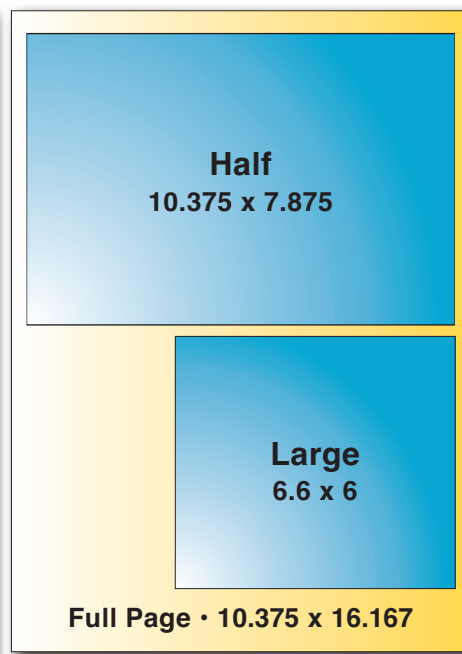 Half
10.375 x 7.875
Large
6.6 x 6
Full Page • 10.375 x 16.167